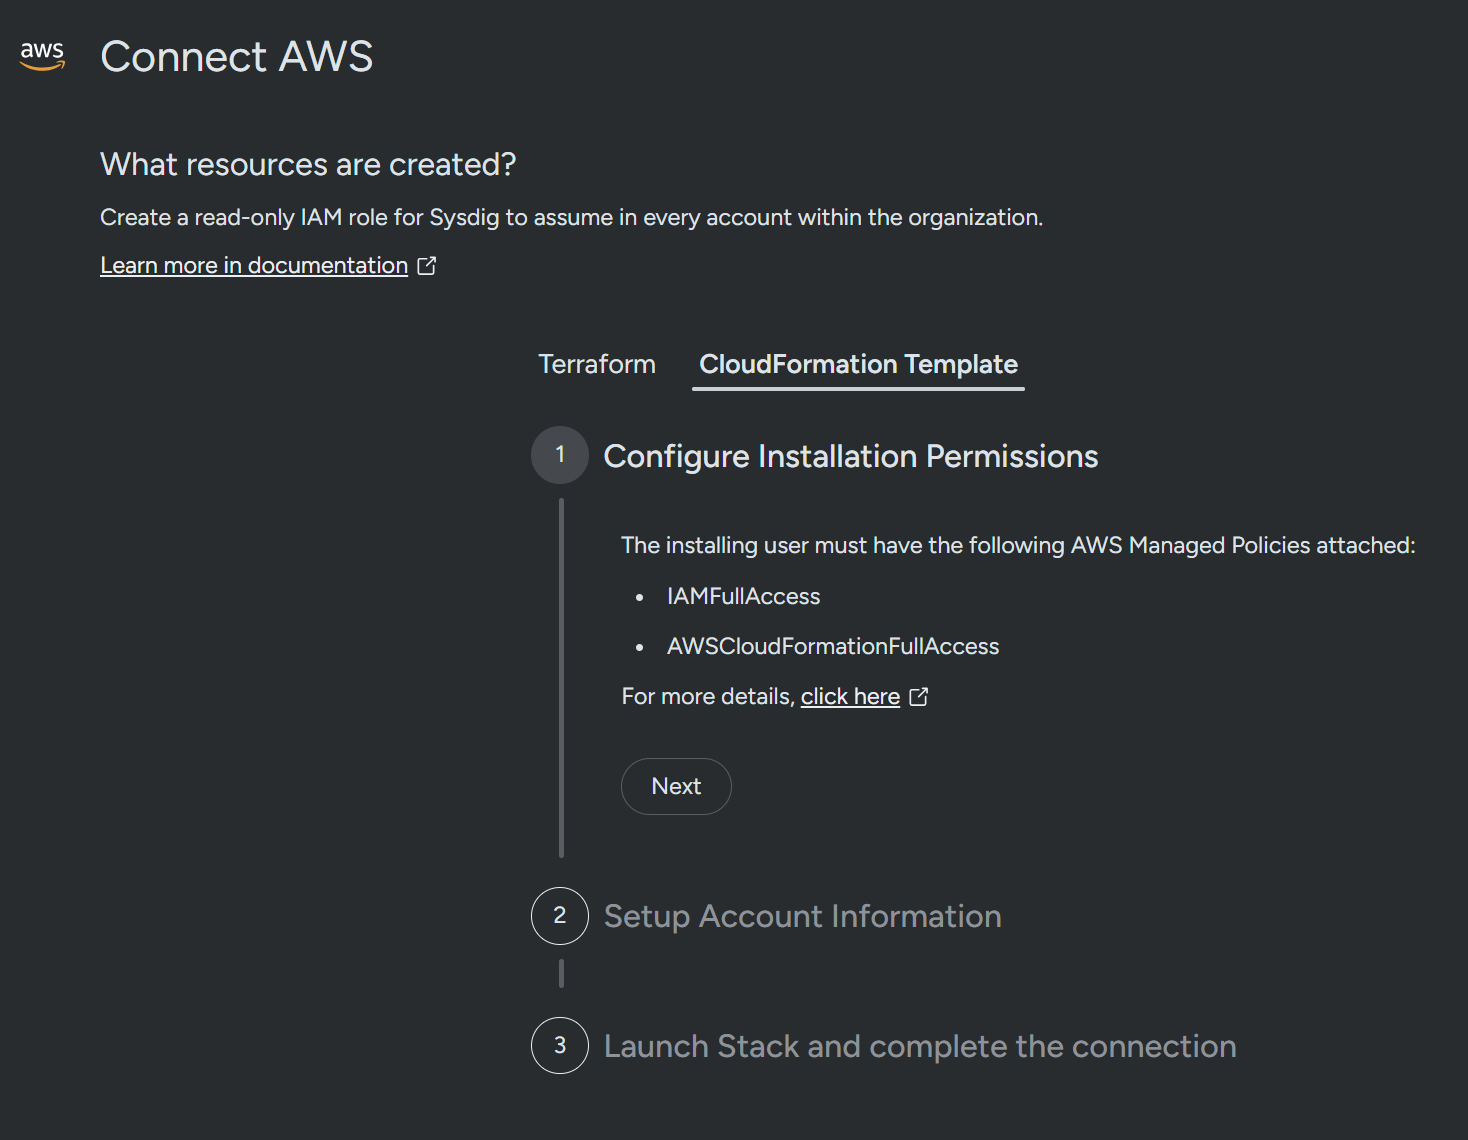 aws
Connect AWS
What resources are created?
Create a read-only IAM role for Sysdig to assume in every account within the organization.
Learn more in documentation
Terraform
CloudFormation Template
1
Configure Installation Permissions
The installing user must have the following AWS Managed Policies attached:
• IAMFullAccess
• AWSCloudFormationFullAccess
For more details, click here
Next
2
Setup Account Information
3
Launch Stack and complete the connection